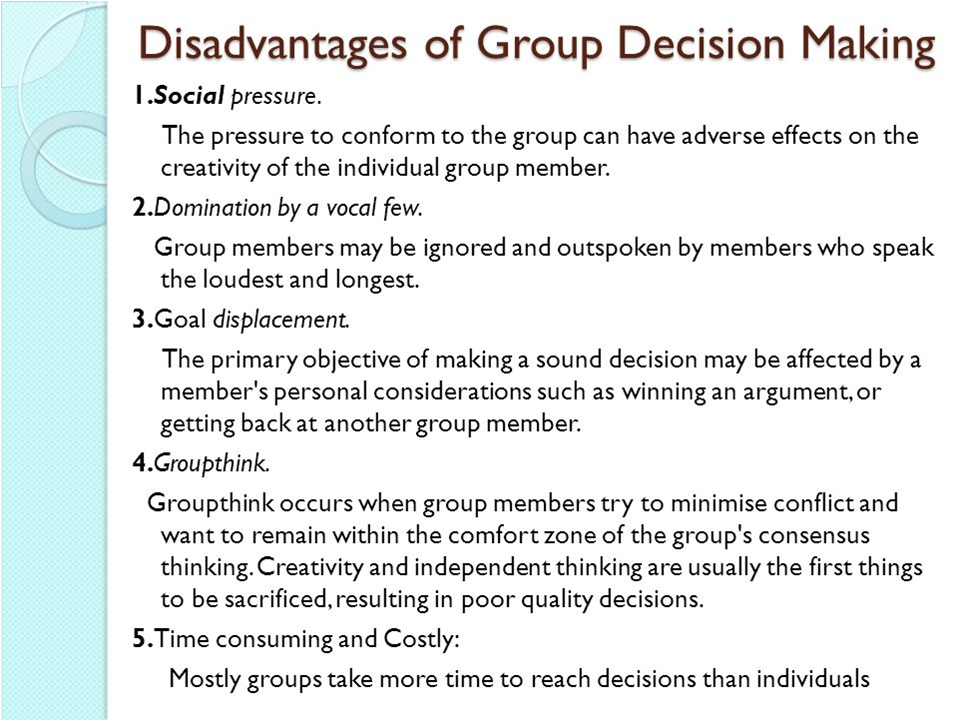 Disadvantages of Group Decision Making
1.Social pressure.
The pressure to conform to the group can have adverse effects on the
creativity of the individual group member.
2.Domination by a vocal few.
Group members may be ignored and outspoken by members who speak
the loudest and longest.
3.Goal displacement.
The primary objective of making a sound decision may be affected by a
member's personal considerations such as winning an argument, or
getting back at another group member.
4.Groupthink.
Groupthink occurs when group members try to minimise conflict and
want to remain within the comfort zone of the group's consensus
thinking. Creativity and independent thinking are usually the first things
to be sacrificed, resulting in poor quality decisions.
5.Time consuming and Costly:
Mostly groups take more time to reach decisions than individuals